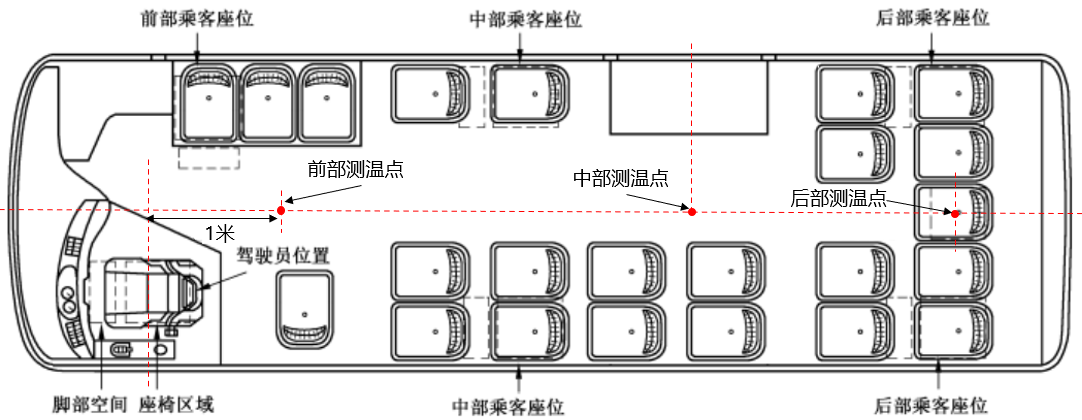 前部乘客座位
中部乘客座位
后部乘客座位
前部测温点
中部测温点
后部测温点
1米
驾驶员位置
脚部空间
座椅区域
中部乘客座位
后部乘客座位